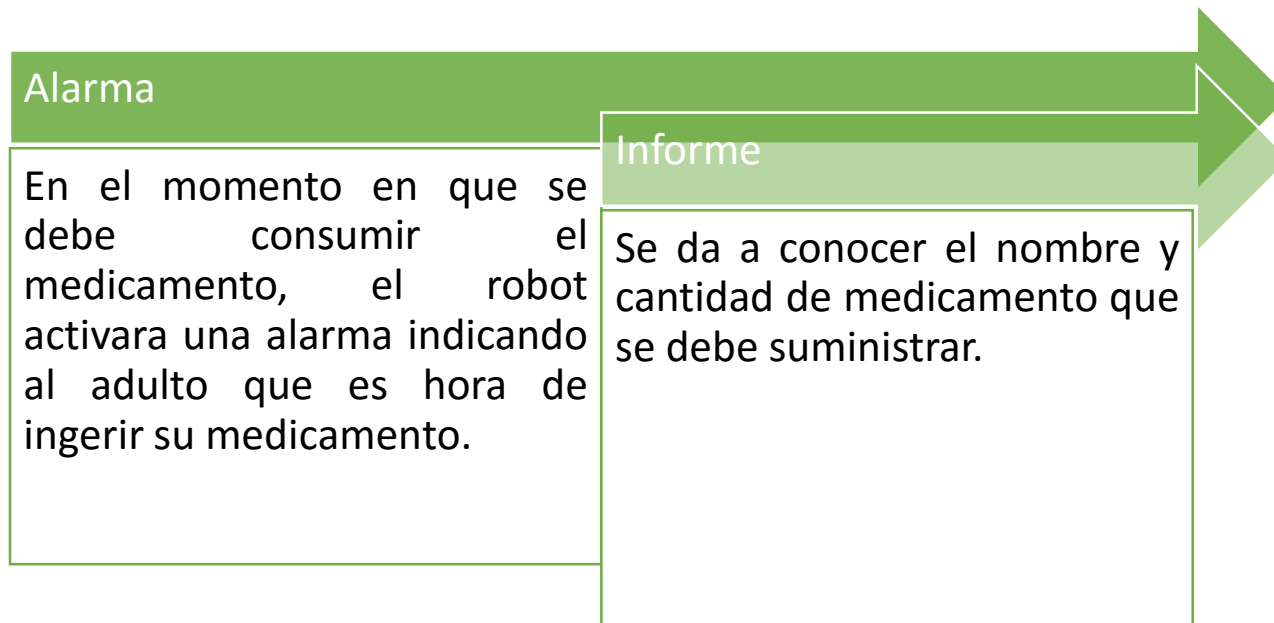 Alarma
En el momento en que se
debe consumir el
medicamento, el robot
activara una alarma indicando
al adulto que es hora de
ingerir su medicamento.
Informe
Se da a conocer el nombre y
cantidad de medicamento que
se debe suministrar.